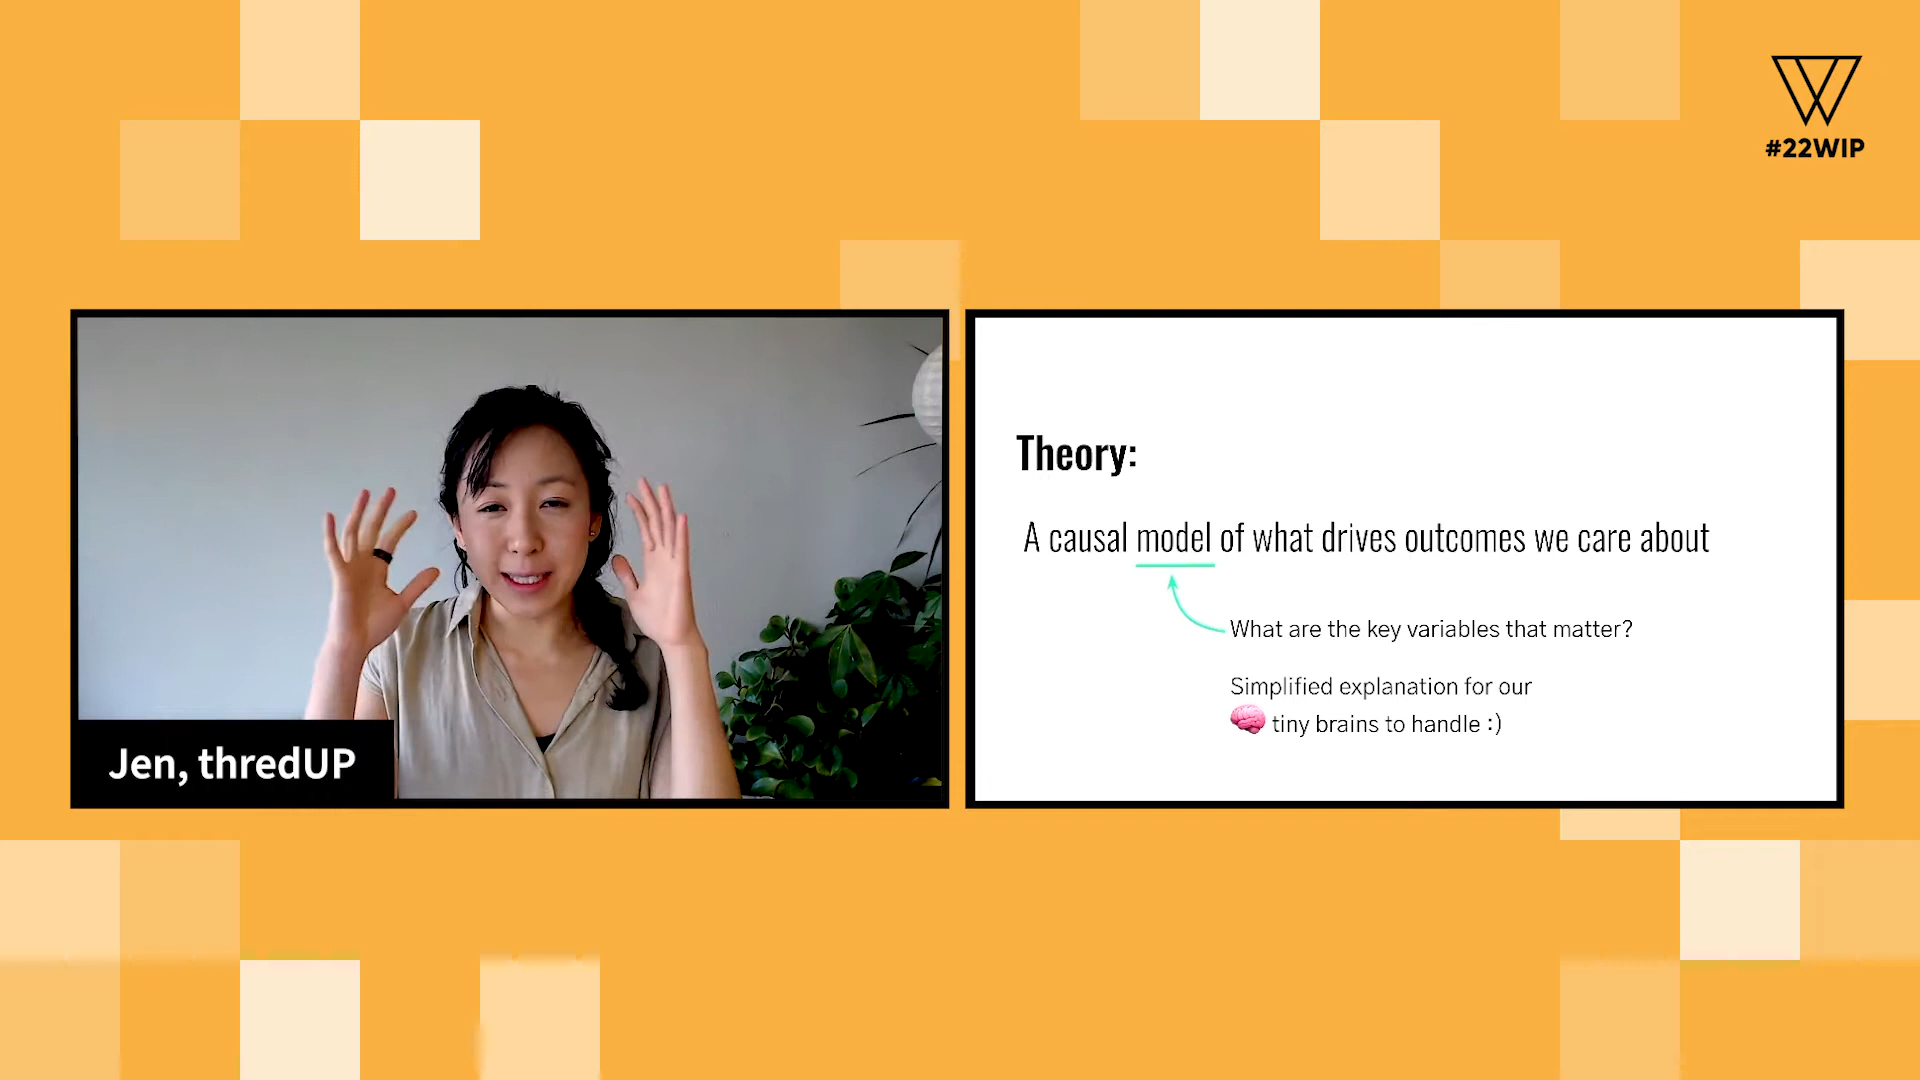 #22WIP
Jen, thredUP
Theory:
A causal model of what drives outcomes we care about
What are the key variables that matter?
Simplified explanation for our
🧠 tiny brains to handle :)